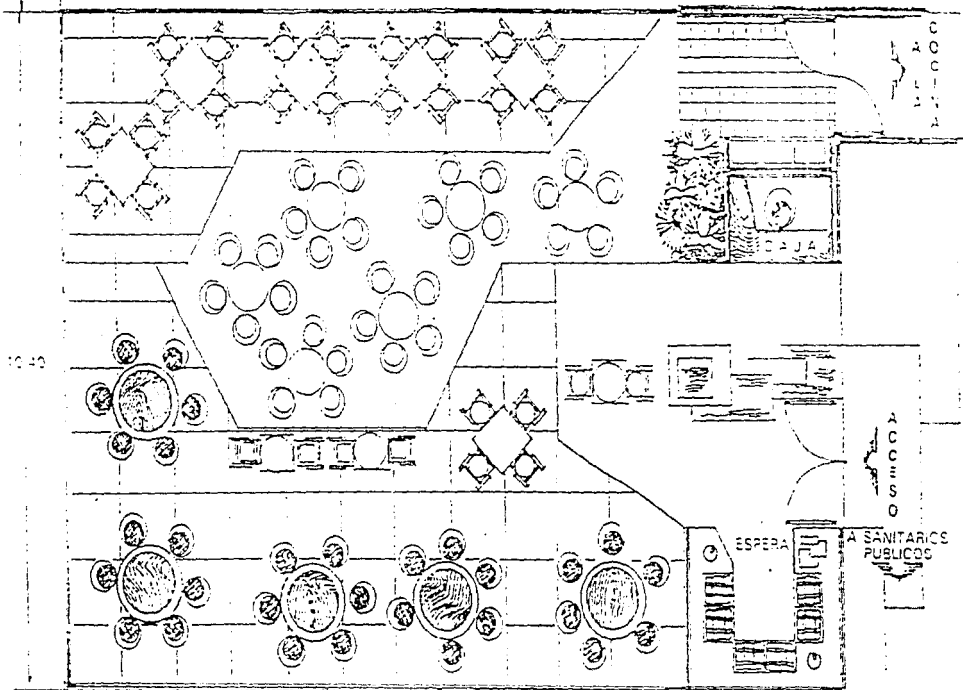 A LA
COCINA
CAJA
10.40
ACCESO
ESPERA
A SANITARIOS
PUBLICOS